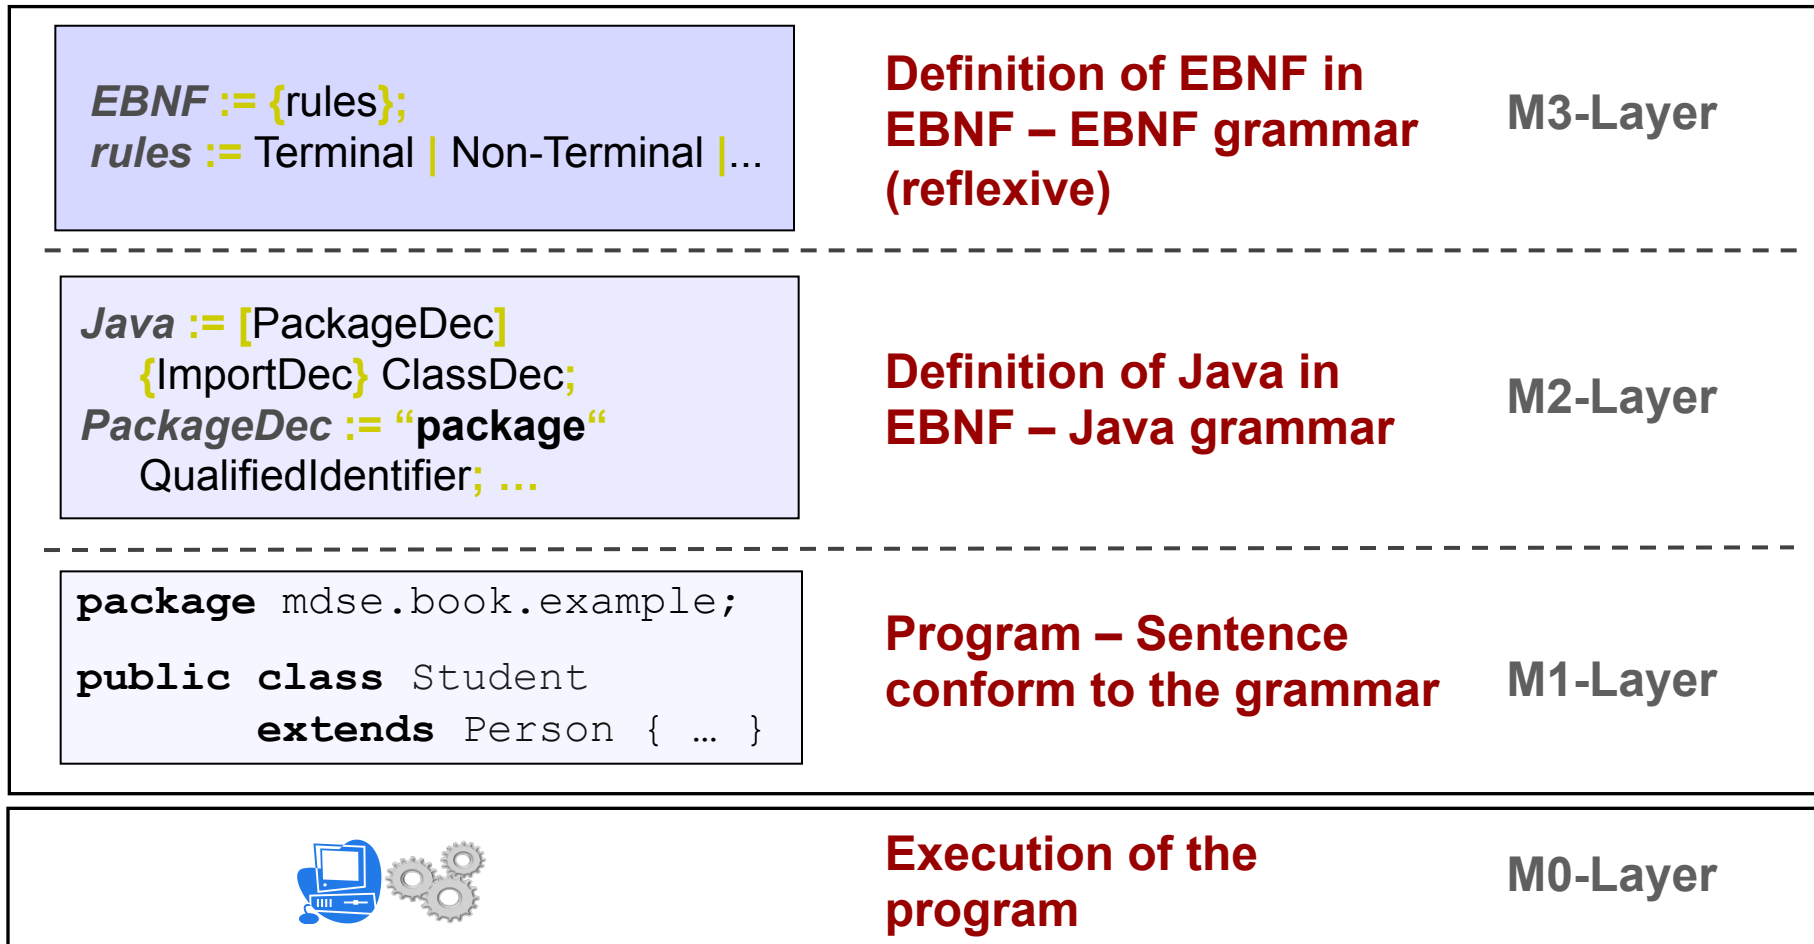 EBNF := {rules};
rules := Terminal | Non-Terminal |...
Definition of EBNF in
EBNF – EBNF grammar
(reflexive)
M3-Layer
Java := [PackageDec]
{ImportDec} ClassDec;
PackageDec := “package“
QualifiedIdentifier; …
Definition of Java in
EBNF – Java grammar
M2-Layer
package mdse.book.example;
public class Student
extends Person { … }
Program – Sentence
conform to the grammar
M1-Layer
Execution of the
program
M0-Layer